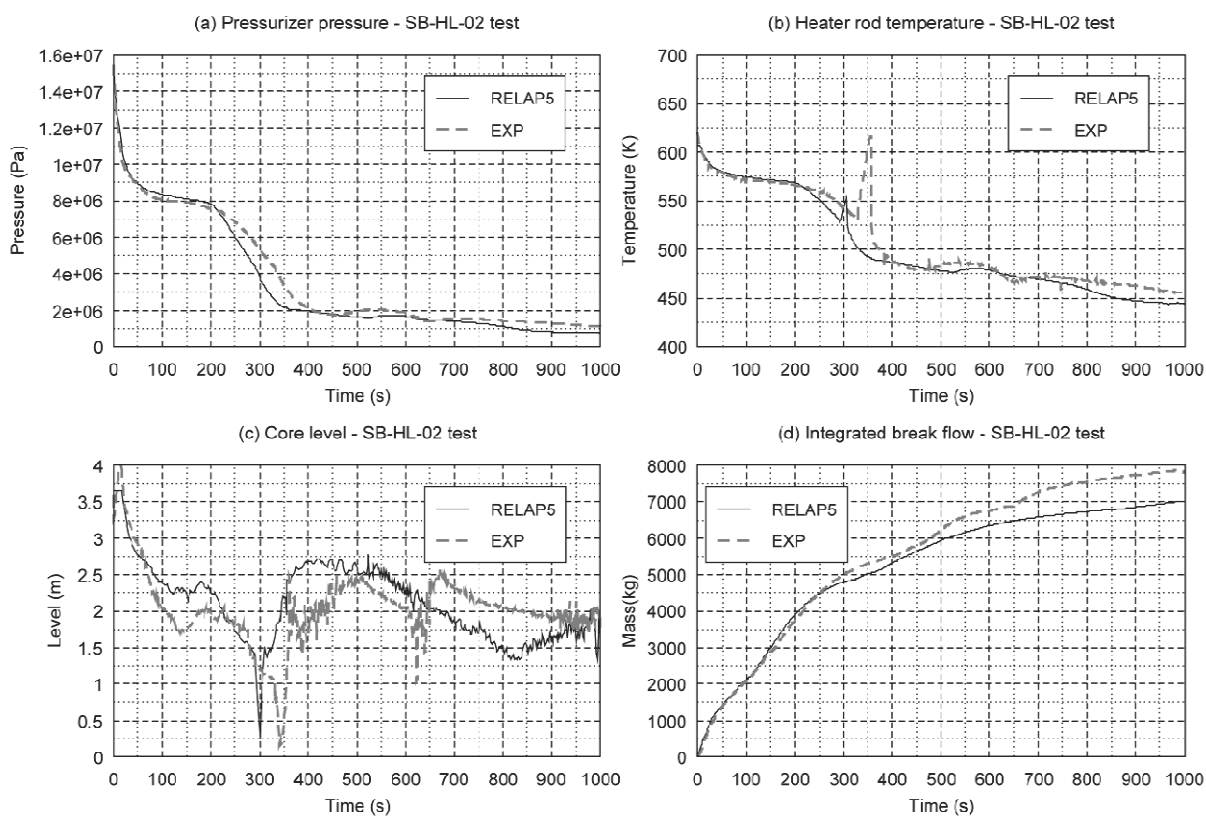 (a) Pressurizer pressure - SB-HL-02 test
1.6e+07
1.4e+07
1.2e+07
1e+07
8e+06
6e+06
4e+06
2e+06
0
Pressure (Pa)
RELAP5
EXP
0 100 200 300 400 500 600 700 800 900 1000
Time (s)
(b) Heater rod temperature - SB-HL-02 test
700
650
600
550
500
450
400
Temperature (K)
RELAP5
EXP
0 100 200 300 400 500 600 700 800 900 1000
Time (s)
(c) Core level - SB-HL-02 test
4
3.5
3
2.5
2
1.5
1
0.5
0
Level (m)
RELAP5
EXP
0 100 200 300 400 500 600 700 800 900 1000
Time (s)
(d) Integrated break flow - SB-HL-02 test
8000
7000
6000
5000
4000
3000
2000
1000
0
Mass(kg)
RELAP5
EXP
0 100 200 300 400 500 600 700 800 900 1000
Time (s)